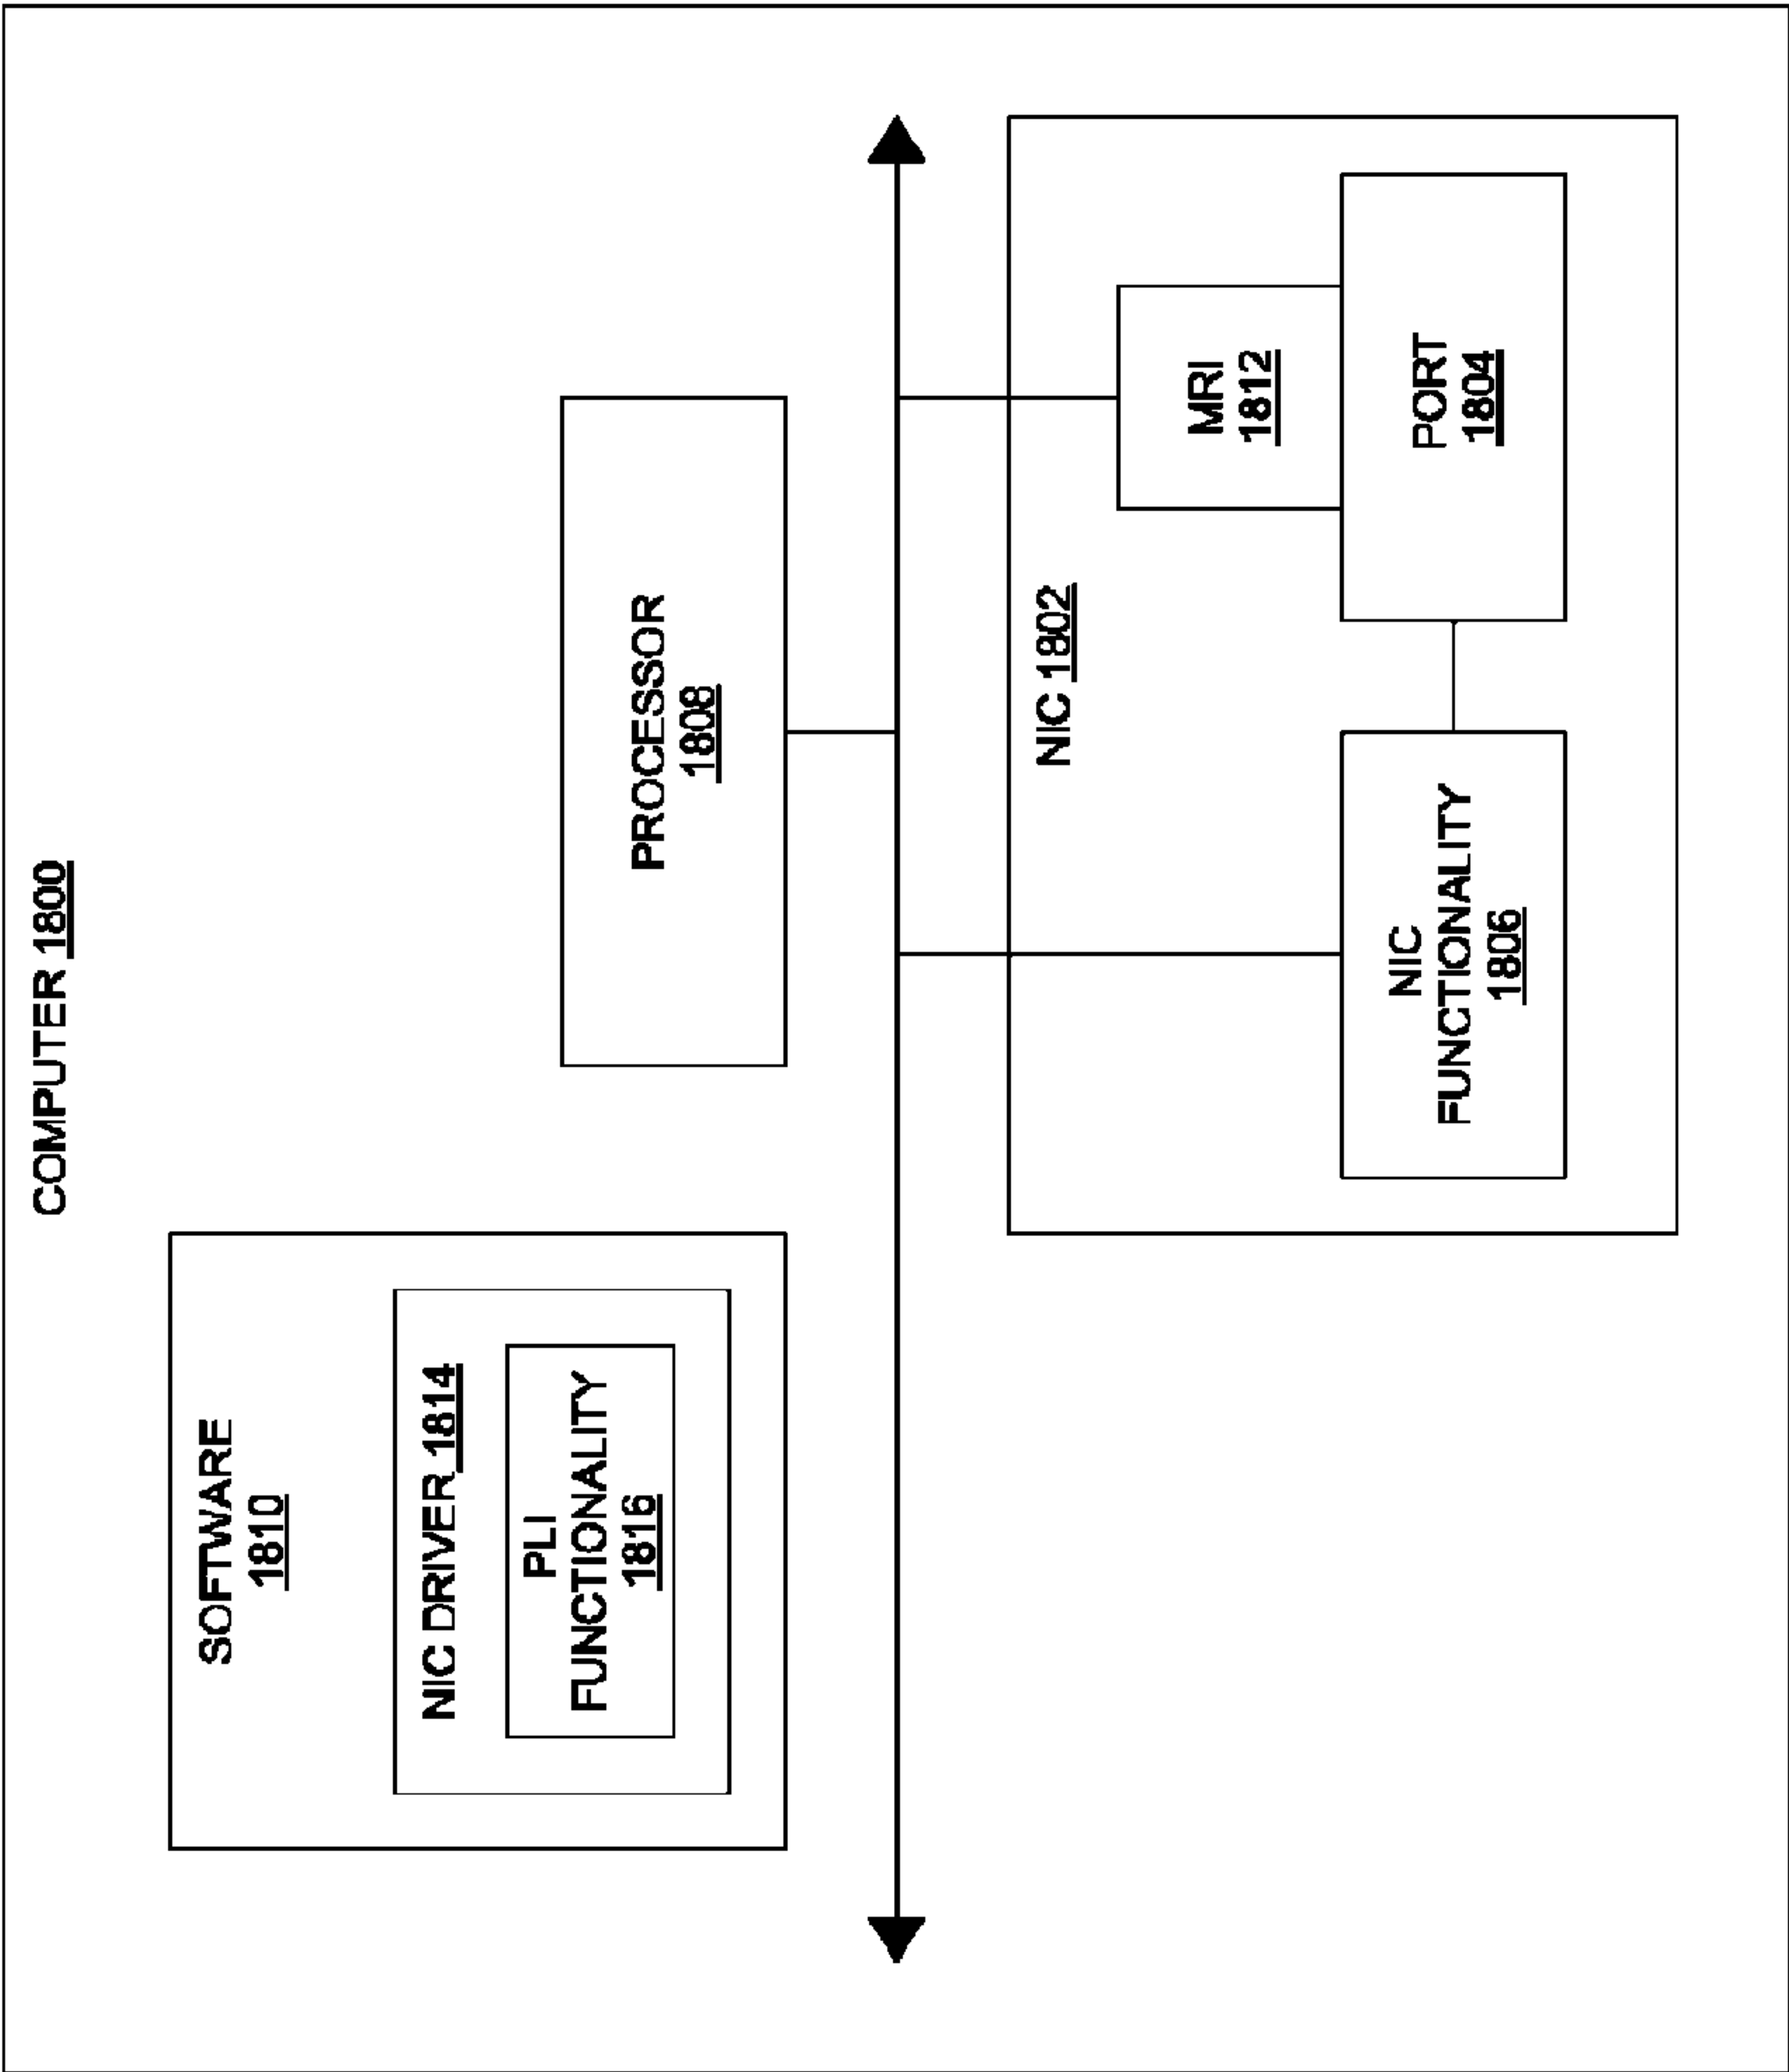 COMPUTER 1800
SOFTWARE
1810
NIC DRIVER 1814
PLI
FUNCTIONALITY
1816
PROCESSOR
1808
NIC 1802
NIC
FUNCTIONALITY
1806
MRI
1812
PORT
1804